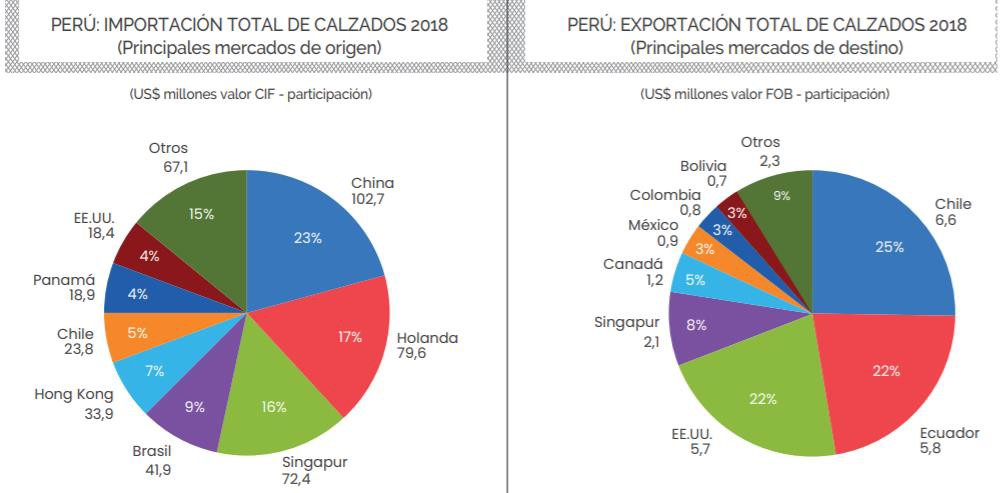 PERÚ: IMPORTACIÓN TOTAL DE CALZADOS 2018
(Principales mercados de origen)
(US$ millones valor CIF - participación)
China
102,7
23%
Holanda
79,6
17%
Singapur
72,4
16%
Brasil
41,9
9%
Hong Kong
33,9
7%
Chile
23,8
5%
Panamá
18,9
4%
EE.UU.
18,4
4%
Otros
67,1
15%
PERÚ: EXPORTACIÓN TOTAL DE CALZADOS 2018
(Principales mercados de destino)
(US$ millones valor FOB - participación)
Chile
6,6
25%
Ecuador
5,8
22%
EE.UU.
5,7
22%
Singapur
2,1
8%
Canadá
1,2
5%
México
0,9
3%
Colombia
0,8
3%
Bolivia
0,7
3%
Otros
2,3
9%